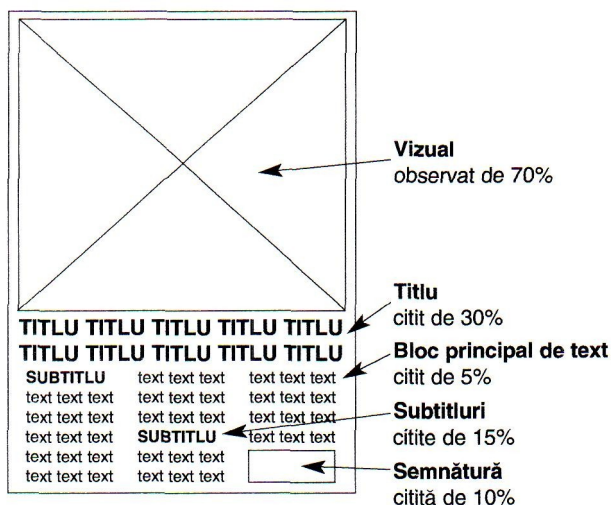 Vizual
observat de 70%
Titlu
citit de 30%
TITLU TITLU TITLU TITLU TITLU
TITLU TITLU TITLU TITLU TITLU
Bloc principal de text
citit de 5%
SUBTITLU
text text text
text text text
text text text
text text text
text text text
text text text
text text text
text text text
SUBTITLU
text text text
text text text
text text text
text text text
text text text
text text text
Subtitluri
citite de 15%
Semnătură
citită de 10%